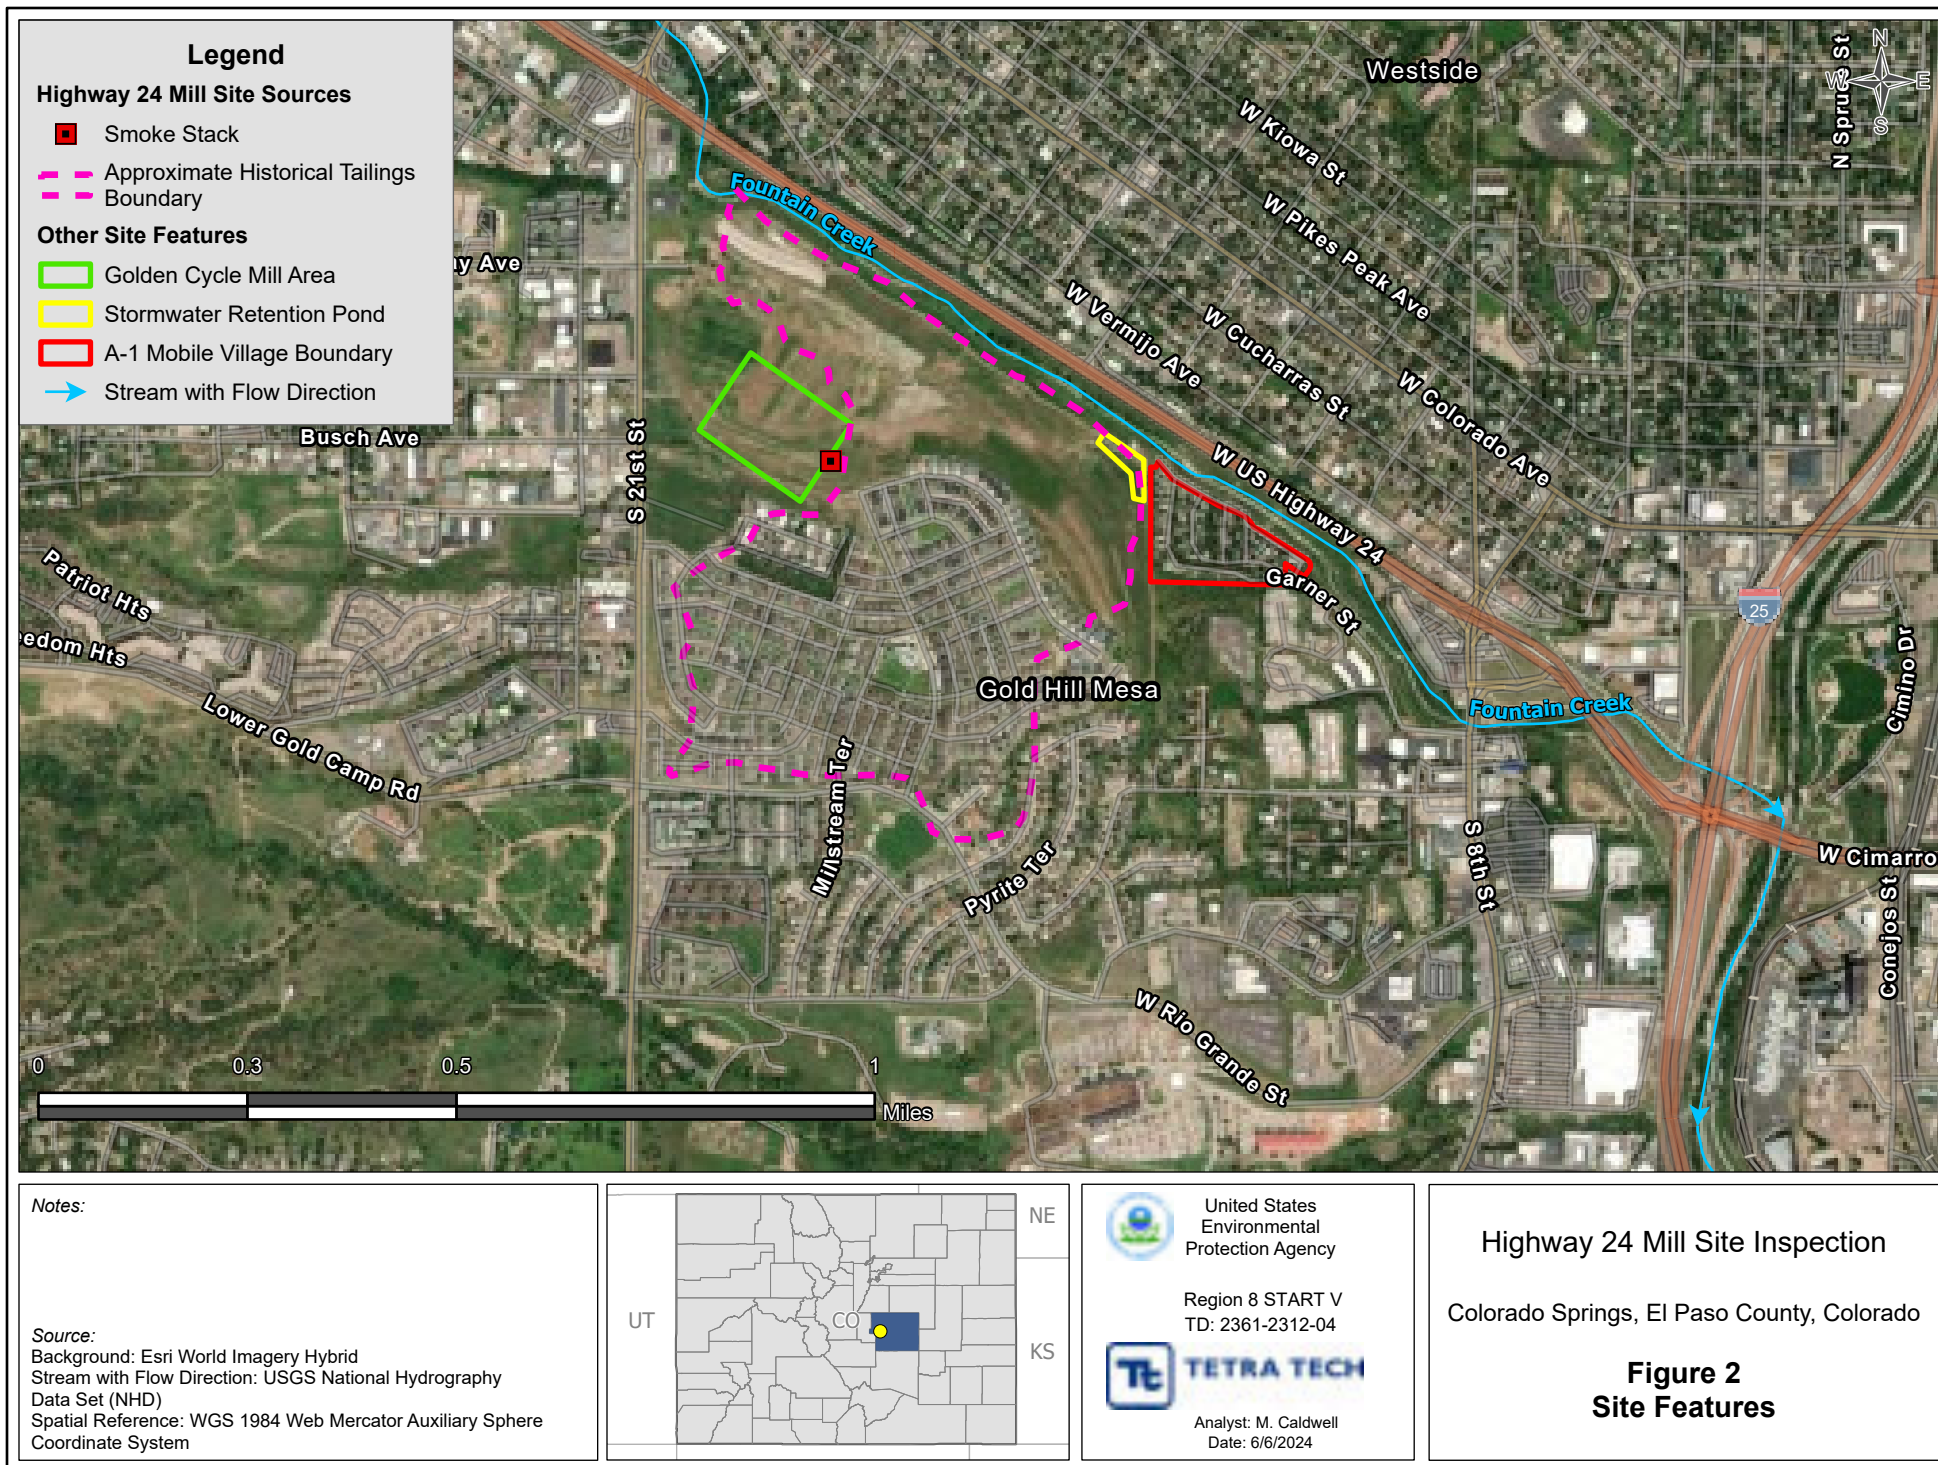 Legend
Highway 24 Mill Site Sources
Smoke Stack
Approximate Historical Tailings
Boundary
Other Site Features
Golden Cycle Mill Area
Stormwater Retention Pond
A-1 Mobile Village Boundary
Stream with Flow Direction
Westside
N Spruce St
N
W
E
S
W Kiowa St
W Pikes Peak Ave
Fountain Creek
W Vermijo Ave
W Cucharras St
W Colorado Ave
ay Ave
Busch Ave
S 21st St
W US Highway 24
Garner St
25
Patriot Hts
eedom Hts
Lower Gold Camp Rd
Gold Hill Mesa
Fountain Creek
Cimino Dr
Millstream Ter
Pyrite Ter
S 8th St
W Cimarro
Conejos St
W Rio Grande St
0
0.3
0.5
1
Miles
Notes:
Source:
Background: Esri World Imagery Hybrid
Stream with Flow Direction: USGS National Hydrography
Data Set (NHD)
Spatial Reference: WGS 1984 Web Mercator Auxiliary Sphere
Coordinate System
UT
CO
NE
KS
United States
Environmental
Protection Agency
Region 8 START V
TD: 2361-2312-04
Tt
TETRA TECH
Analyst: M. Caldwell
Date: 6/6/2024
Highway 24 Mill Site Inspection
Colorado Springs, El Paso County, Colorado
Figure 2
Site Features